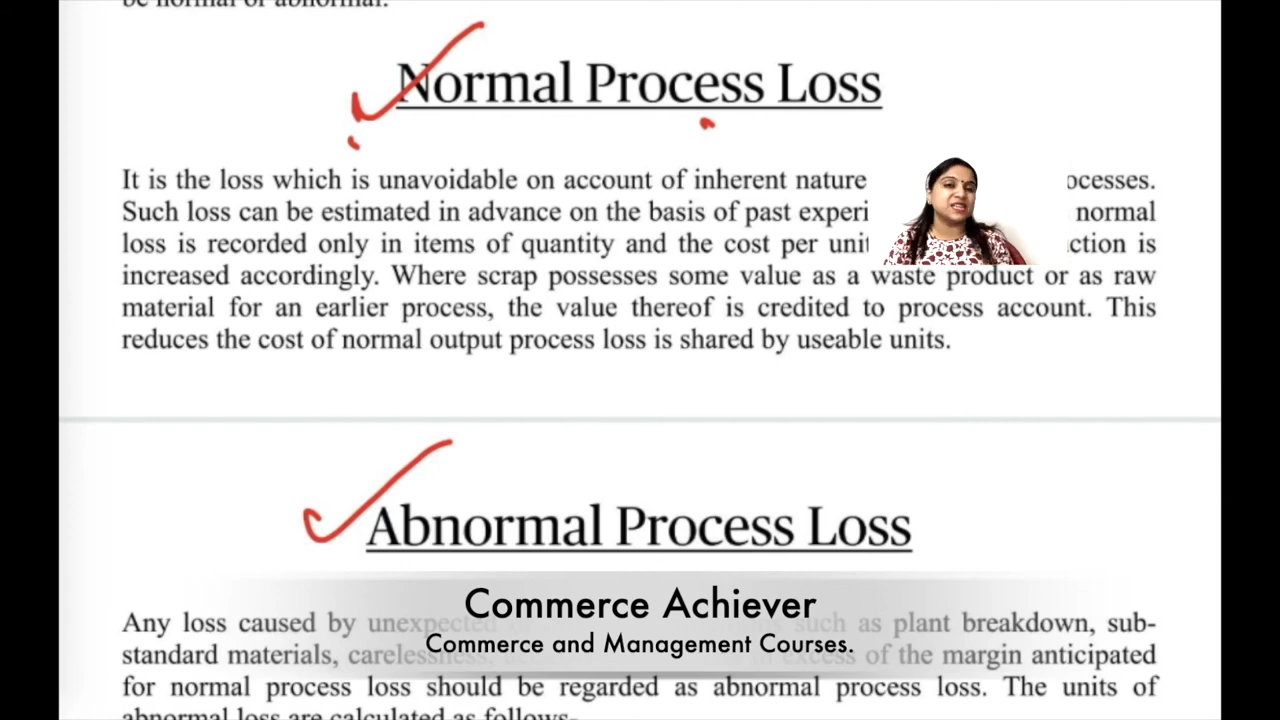 be normal or abnormal.
Normal Process Loss
It is the loss which is unavoidable on account of inherent nature ocesses.
Such loss can be estimated in advance on the basis of past experi normal
loss is recorded only in items of quantity and the cost per unit ction is
increased accordingly. Where scrap possesses some value as a waste product or as raw
material for an earlier process, the value thereof is credited to process account. This
reduces the cost of normal output process loss is shared by useable units.
Abnormal Process Loss
Commerce Achiever
Any loss caused by unexpected such as plant breakdown, sub-
Commerce and Management Courses.
standard materials, carelessness, in excess of the margin anticipated
for normal process loss should be regarded as abnormal process loss. The units of
abnormal loss are calculated as follows-